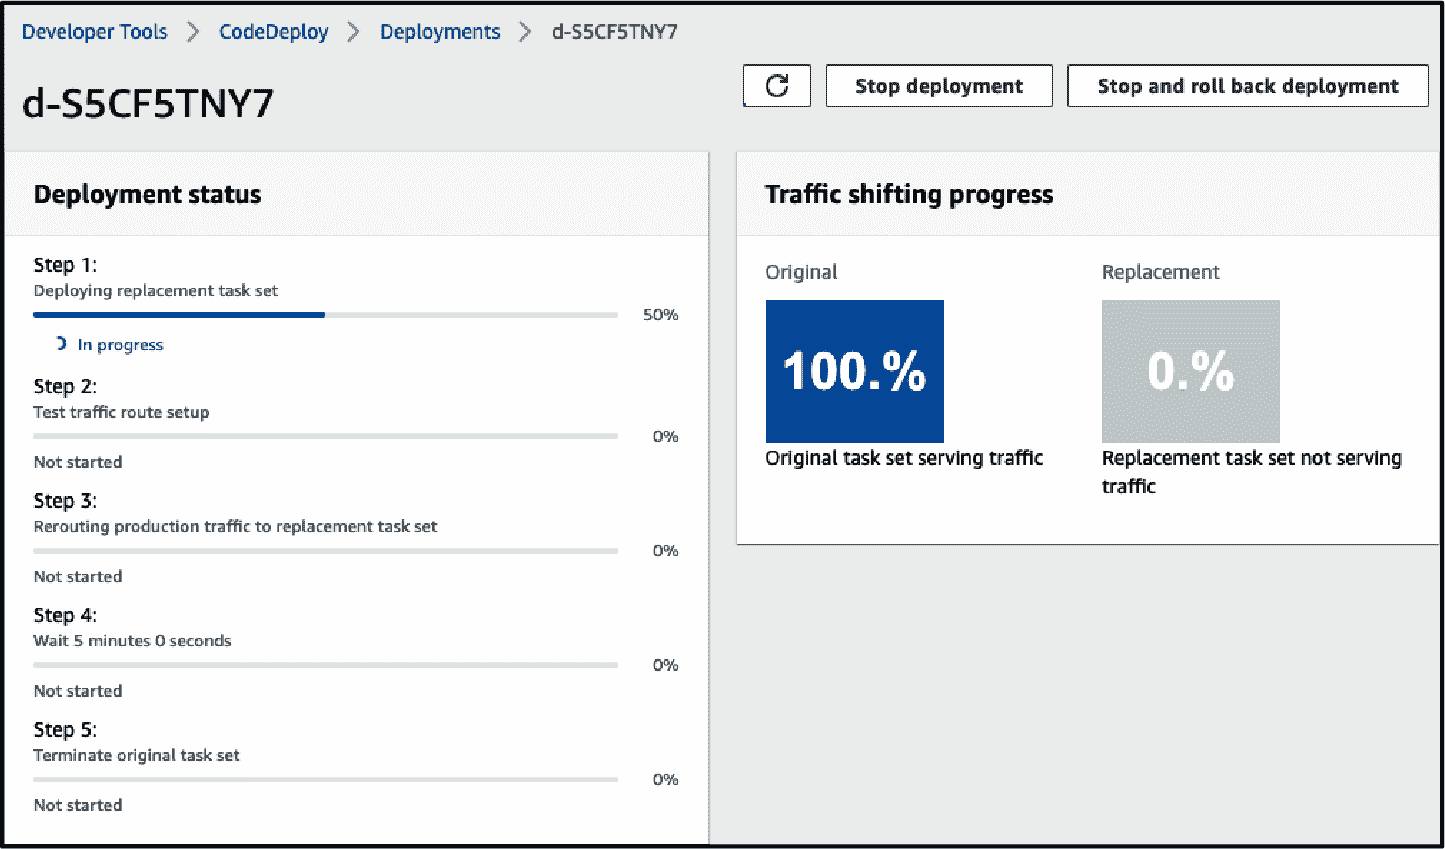 Developer Tools > CodeDeploy > Deployments > d-S5CF5TNY7
d-S5CF5TNY7
Stop deployment
Stop and roll back deployment
Deployment status
Step 1:
Deploying replacement task set
50%
In progress
Step 2:
Test traffic route setup
0%
Not started
Step 3:
Rerouting production traffic to replacement task set
0%
Not started
Step 4:
Wait 5 minutes 0 seconds
0%
Not started
Step 5:
Terminate original task set
0%
Not started
Traffic shifting progress
Original
100.%
Original task set serving traffic
Replacement
0.%
Replacement task set not serving
traffic